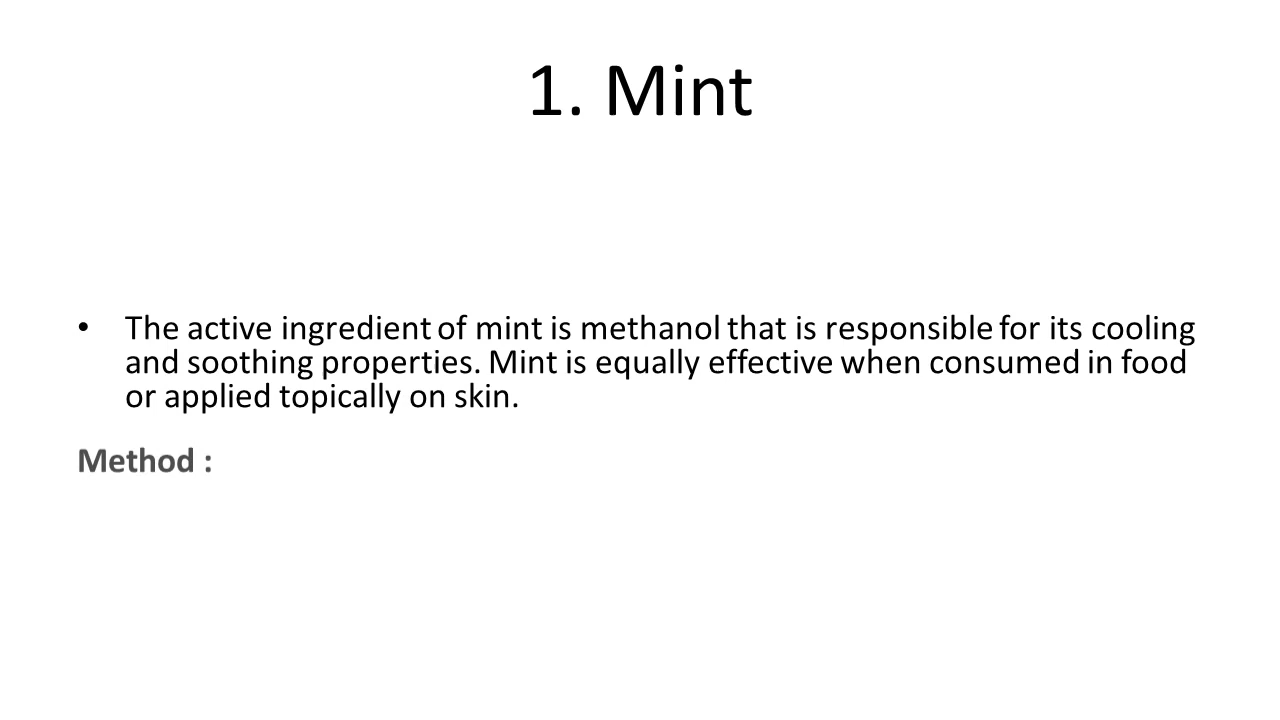 1. Mint
• The active ingredient of mint is methanol that is responsible for its cooling
and soothing properties. Mint is equally effective when consumed in food
or applied topically on skin.
Method :